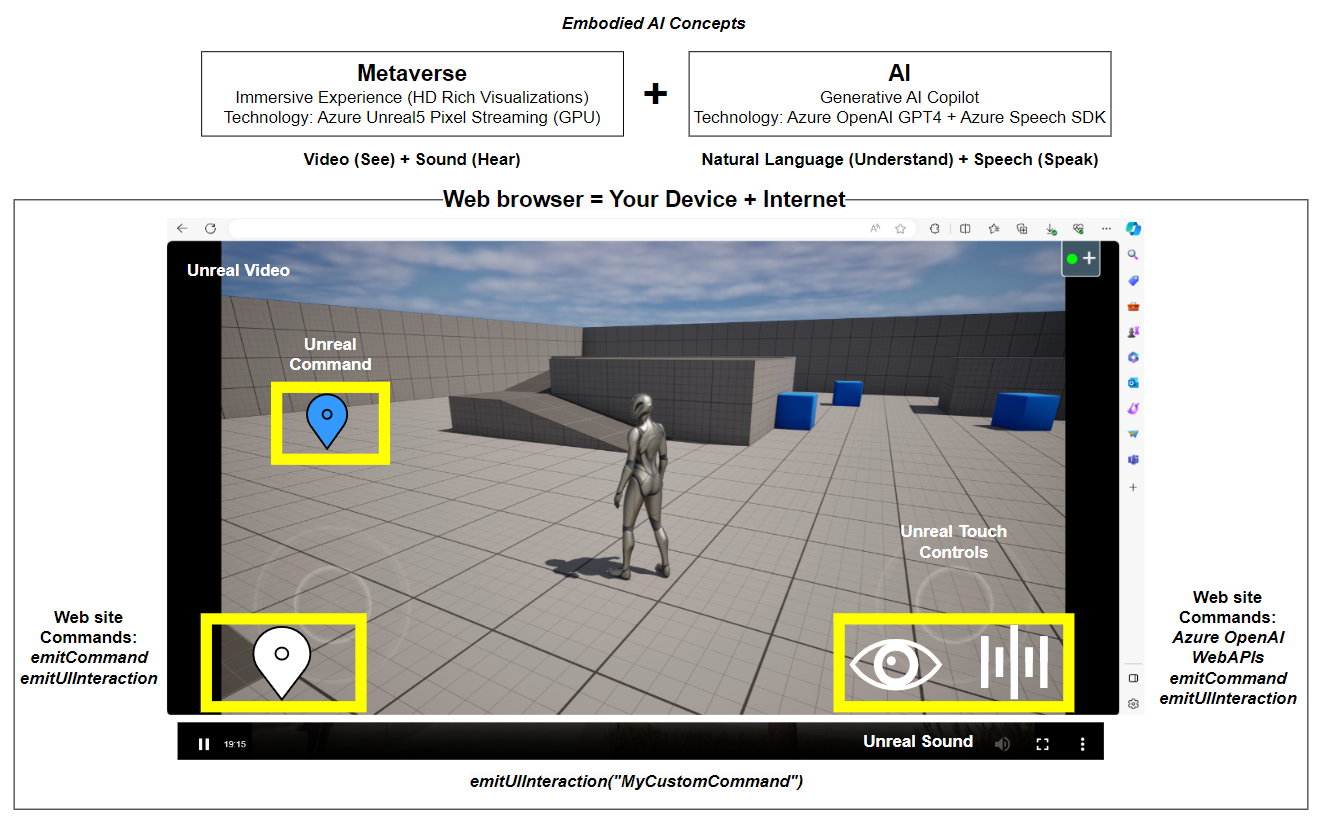 Embodied AI Concepts
Metaverse
Immersive Experience (HD Rich Visualizations)
Technology: Azure Unreal5 Pixel Streaming (GPU)
+
AI
Generative AI Copilot
Technology: Azure OpenAI GPT4 + Azure Speech SDK
Video (See) + Sound (Hear)
Natural Language (Understand) + Speech (Speak)
Web browser = Your Device + Internet
Unreal Video
Unreal
Command
Unreal Touch
Controls
Web site
Commands:
emitCommand
emitUIInteraction
Web site
Commands:
Azure OpenAI
WebAPIs
emitCommand
emitUIInteraction
19:15
Unreal Sound
emitUIInteraction("MyCustomCommand")